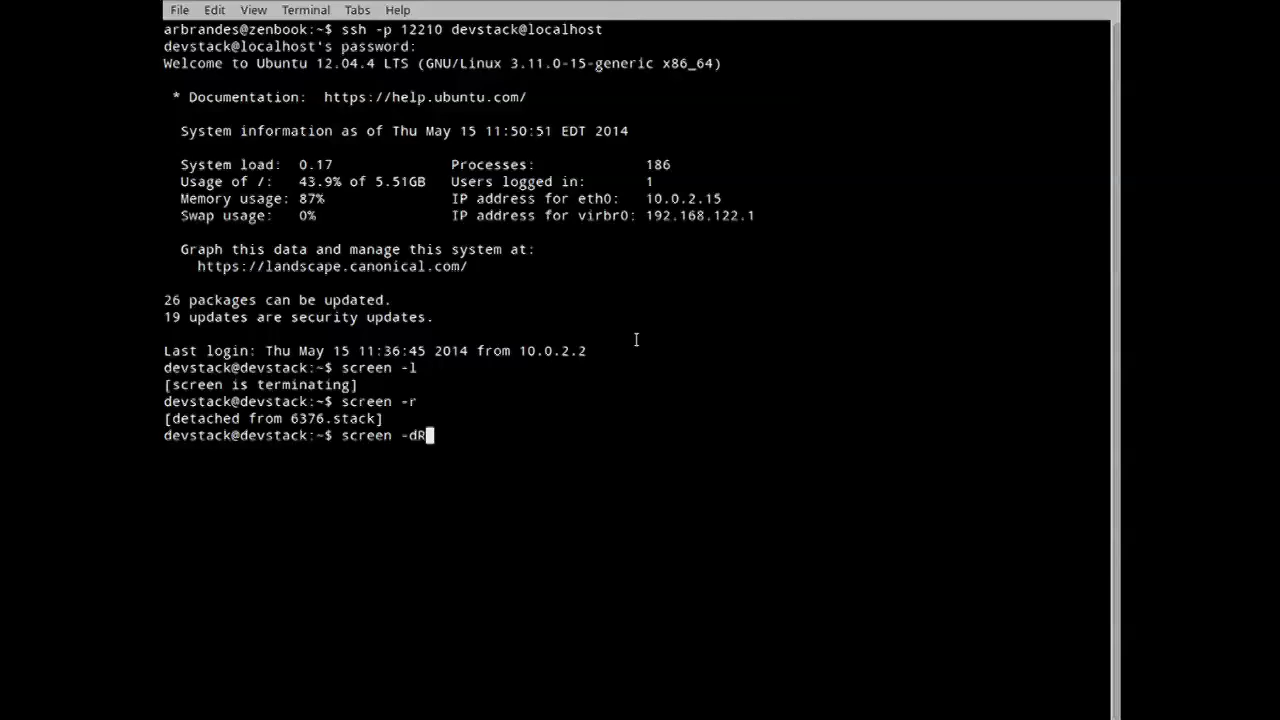 File Edit View Terminal Tabs Help
arbrandes@zenbook:~$ ssh -p 12210 devstack@localhost
devstack@localhost's password:
Welcome to Ubuntu 12.04.4 LTS (GNU/Linux 3.11.0-15-generic x86_64)
* Documentation: https://help.ubuntu.com/
System information as of Thu May 15 11:50:51 EDT 2014
System load: 0.17 Processes: 186
Usage of /: 43.9% of 5.51GB Users logged in: 1
Memory usage: 87% IP address for eth0: 10.0.2.15
Swap usage: 0% IP address for virbr0: 192.168.122.1
Graph this data and manage this system at:
https://landscape.canonical.com/
26 packages can be updated.
19 updates are security updates.
Last login: Thu May 15 11:36:45 2014 from 10.0.2.2
devstack@devstack:~$ screen -l
[screen is terminating]
devstack@devstack:~$ screen -r
[detached from 6376.stack]
devstack@devstack:~$ screen -dR